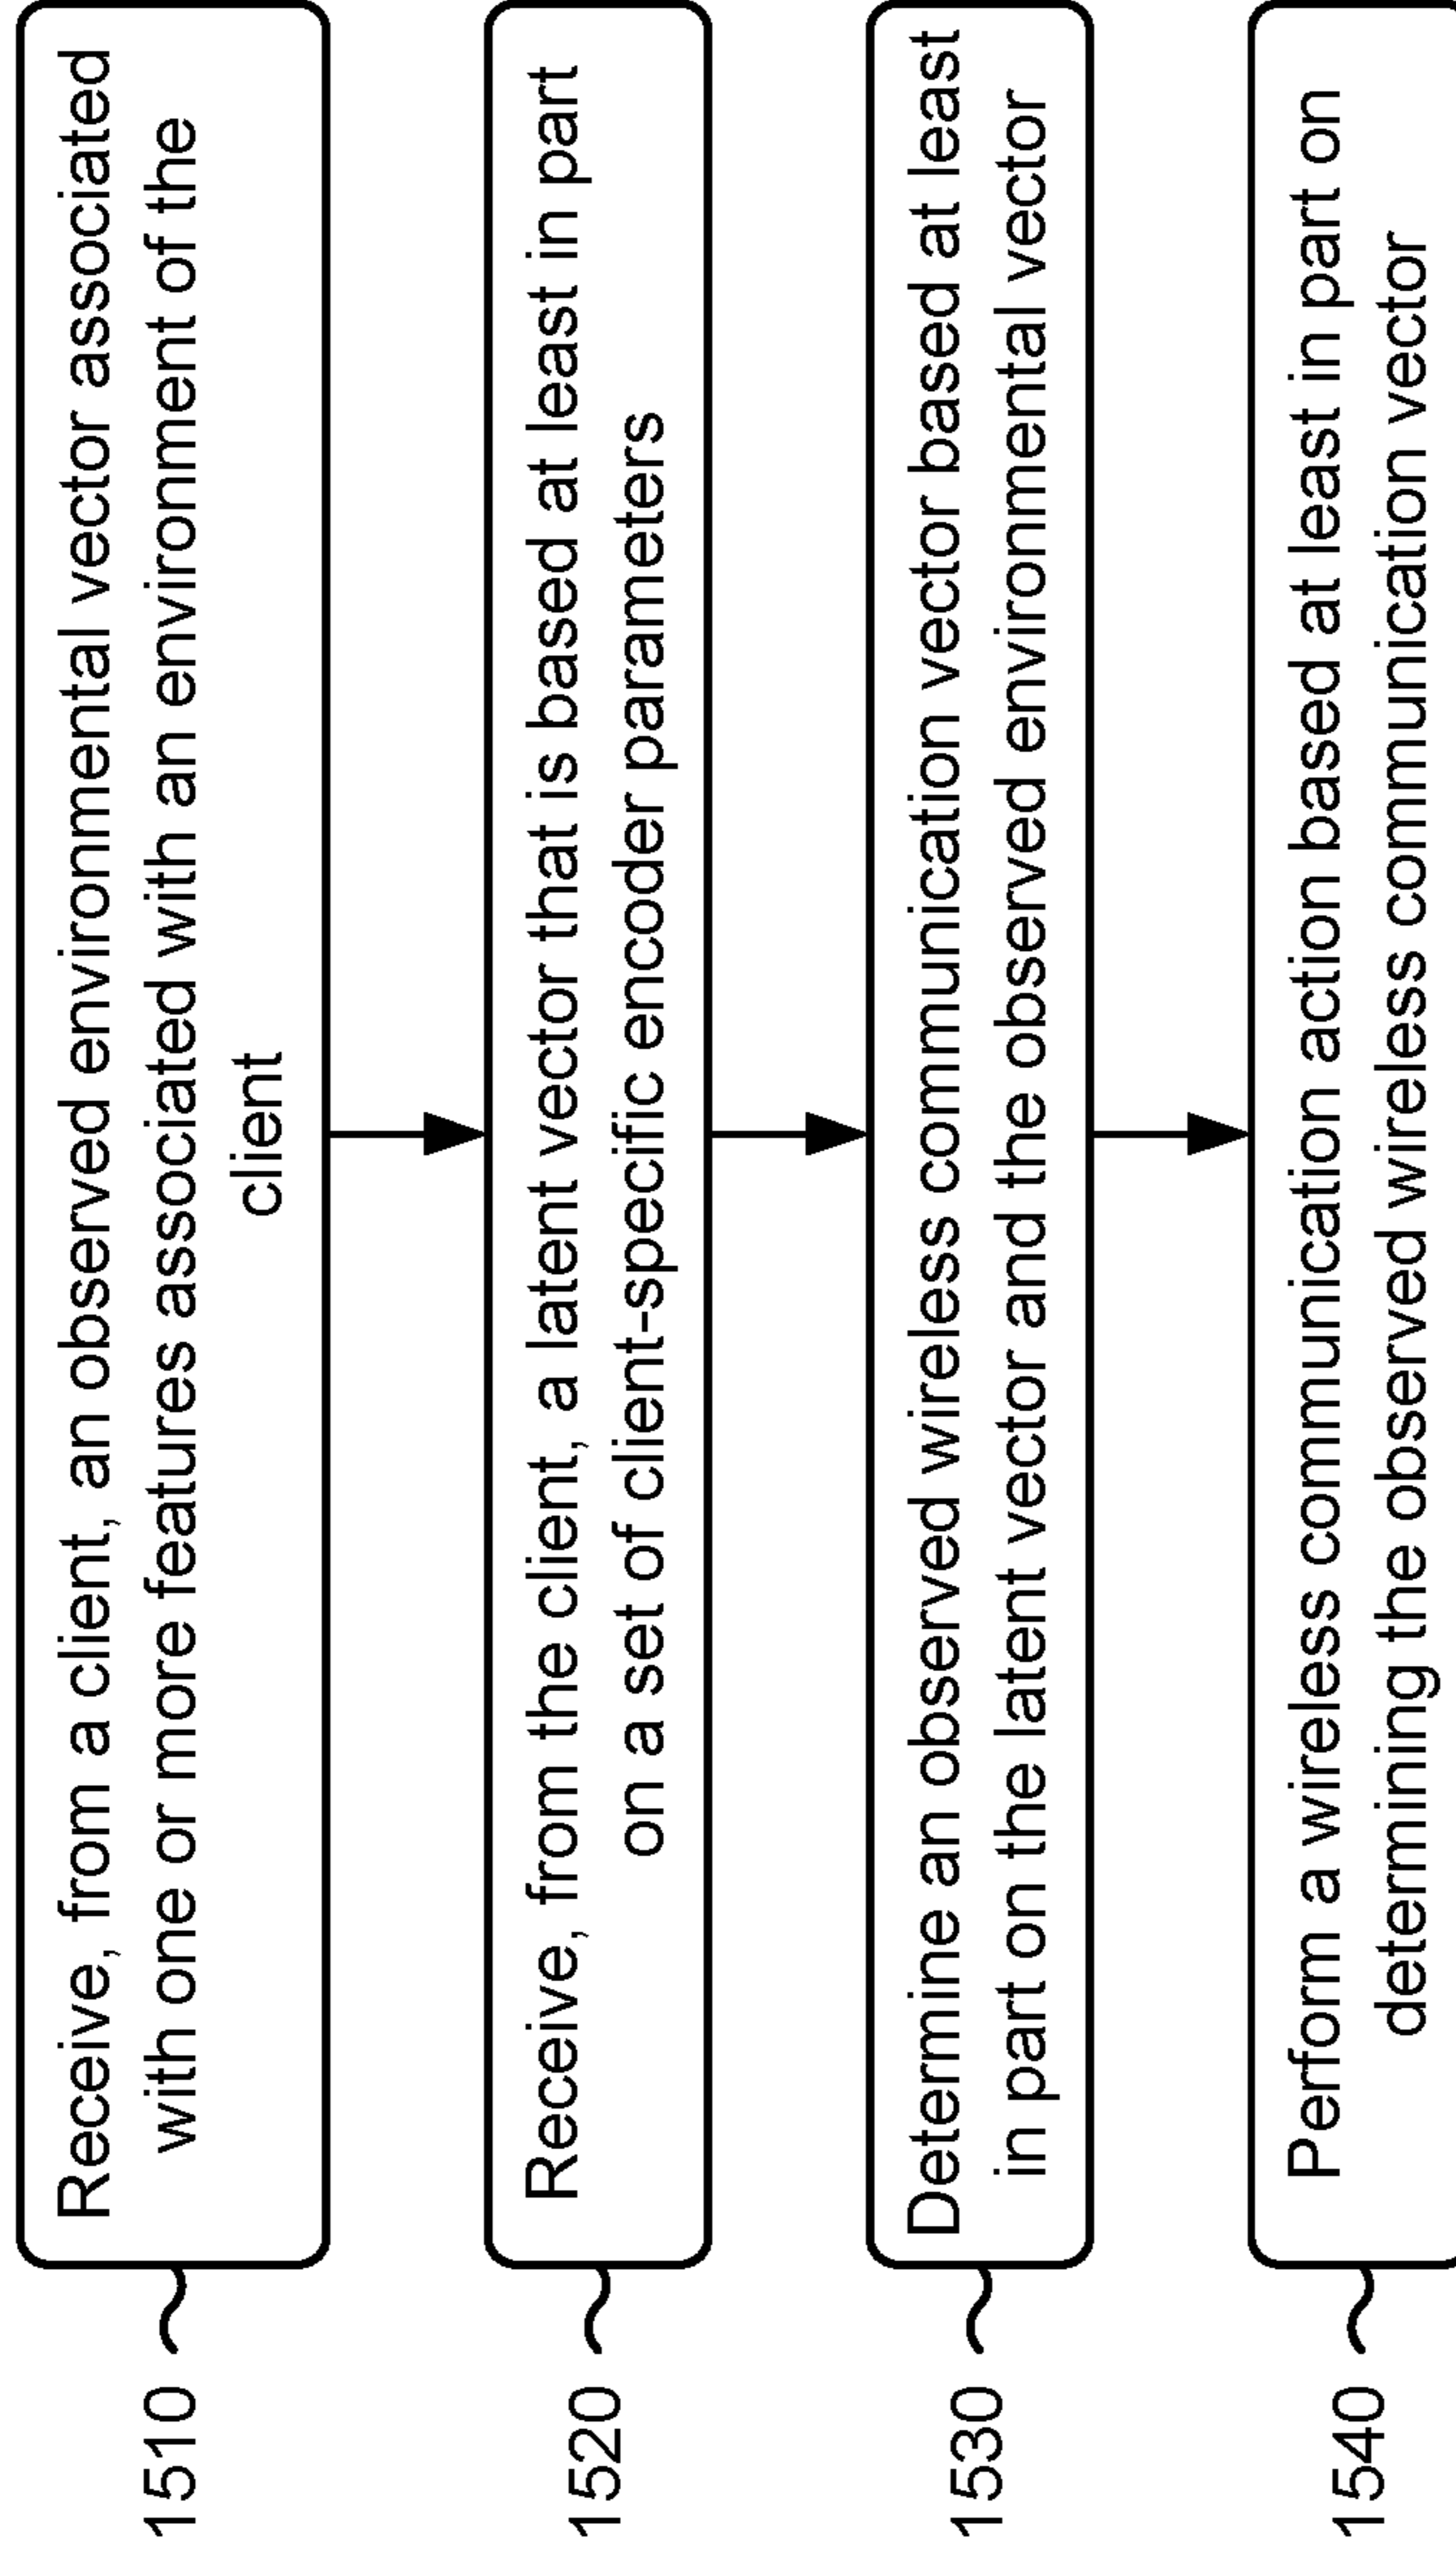 1510
Receive, from a client, an observed environmental vector associated
with one or more features associated with an environment of the
client
1520
Receive, from the client, a latent vector that is based at least in part
on a set of client-specific encoder parameters
1530
Determine an observed wireless communication vector based at least
in part on the latent vector and the observed environmental vector
1540
Perform a wireless communication action based at least in part on
determining the observed wireless communication vector